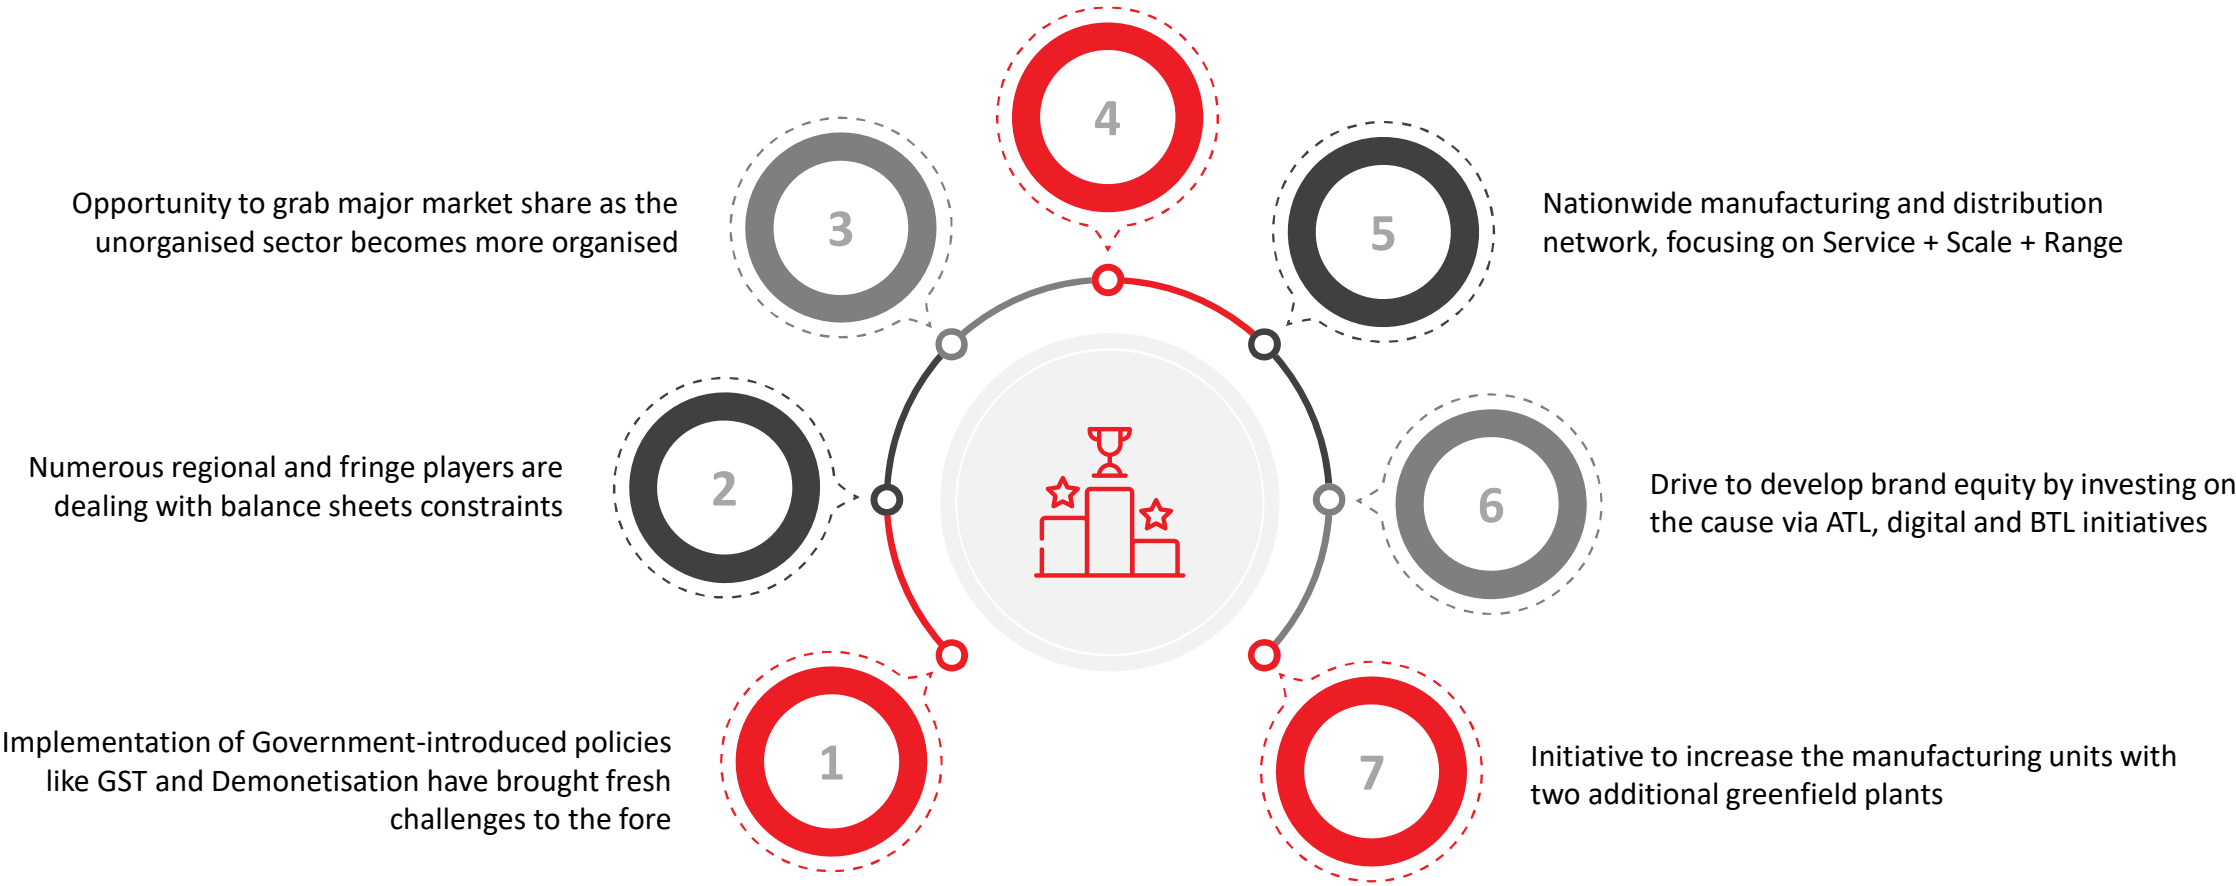 4
3
Opportunity to grab major market share as the
unorganised sector becomes more organised
5
Nationwide manufacturing and distribution
network, focusing on Service + Scale + Range
2
Numerous regional and fringe players are
dealing with balance sheets constraints
6
Drive to develop brand equity by investing on
the cause via ATL, digital and BTL initiatives
1
Implementation of Government-introduced policies
like GST and Demonetisation have brought fresh
challenges to the fore
7
Initiative to increase the manufacturing units with
two additional greenfield plants